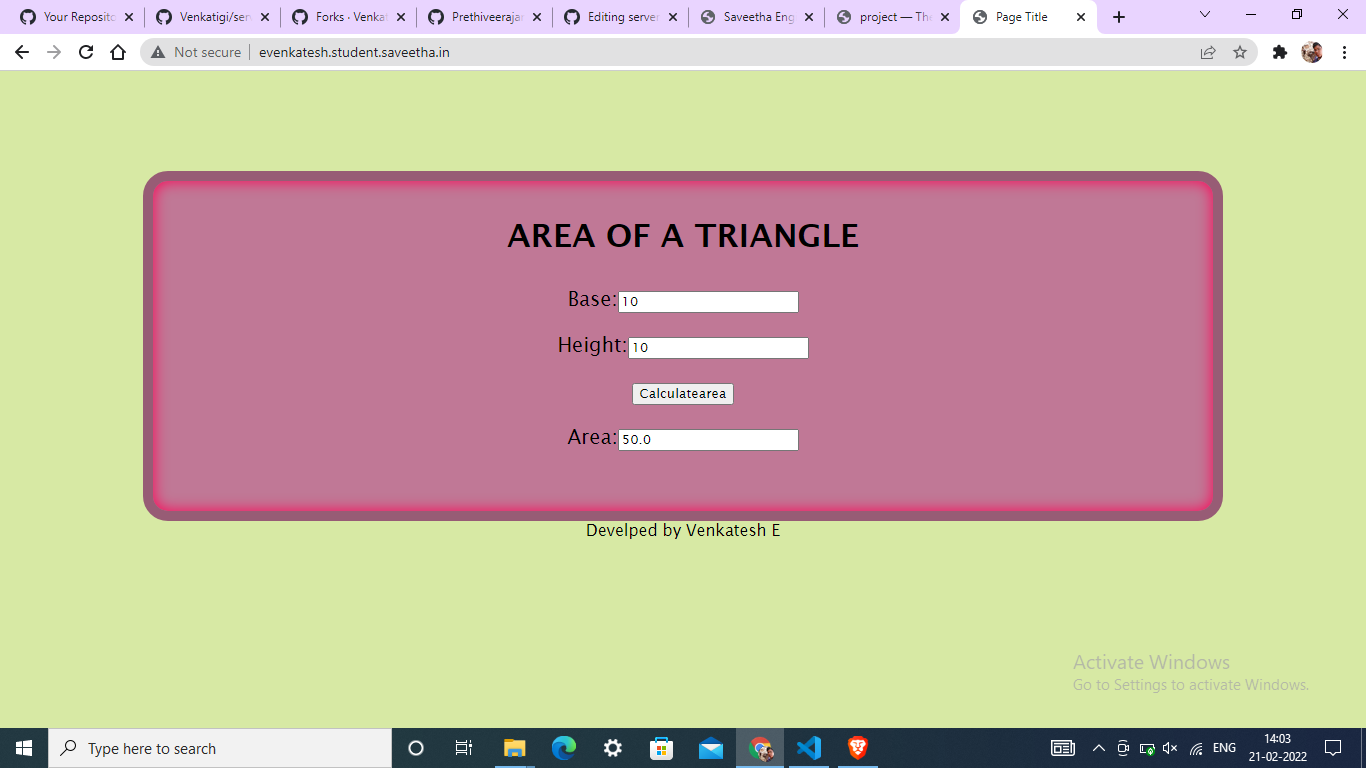 Your Reposito
Venkatigi/serv
Forks · Venkat
Prethiveerajan
Editing server
Saveetha Eng
project — The
Page Title
Not secure
evenkatesh.student.saveetha.in
AREA OF A TRIANGLE
Base:
10
Height:
10
Calculatearea
Area:
50.0
Develped by Venkatesh E
Activate Windows
Go to Settings to activate Windows.
Type here to search
ENG
14:03
21-02-2022